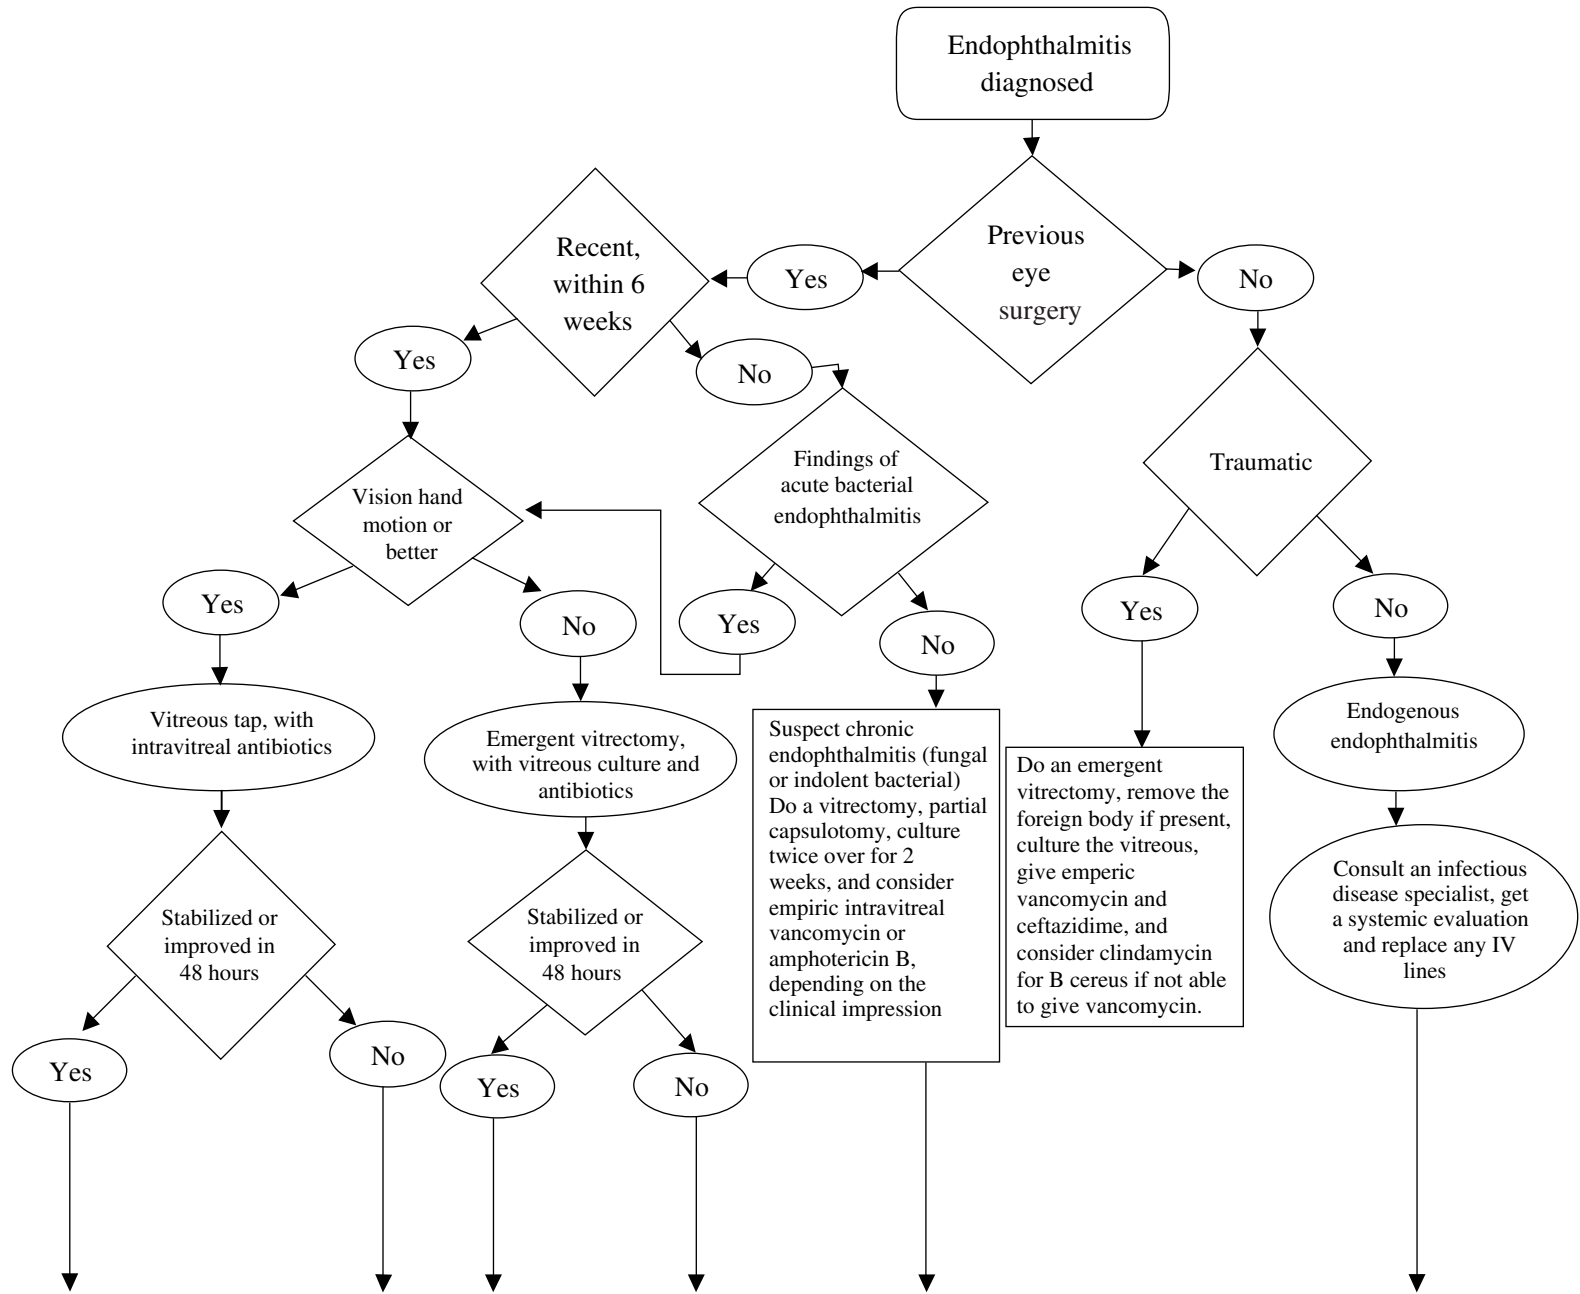 Endophthalmitis
diagnosed
Previous
eye
surgery
Yes
No
Recent,
within 6
weeks
Yes
No
Traumatic
Findings of
acute bacterial
endophthalmitis
Vision hand
motion or
better
Yes
No
Yes
No
Yes
No
Vitreous tap, with
intravitreal antibiotics
Emergent vitrectomy,
with vitreous culture and
antibiotics
Suspect chronic
endophthalmitis (fungal
or indolent bacterial)
Do a vitrectomy, partial
capsulotomy, culture
twice over for 2
weeks, and consider
empiric intravitreal
vancomycin or
amphotericin B,
depending on the
clinical impression
Do an emergent
vitrectomy, remove the
foreign body if present,
culture the vitreous,
give emperic
vancomycin and
ceftazidime, and
consider clindamycin
for B cereus if not able
to give vancomycin.
Endogenous
endophthalmitis
Consult an infectious
disease specialist, get
a systemic evaluation
and replace any IV
lines
Stabilized or
improved in
48 hours
Stabilized or
improved in
48 hours
Yes
No
Yes
No